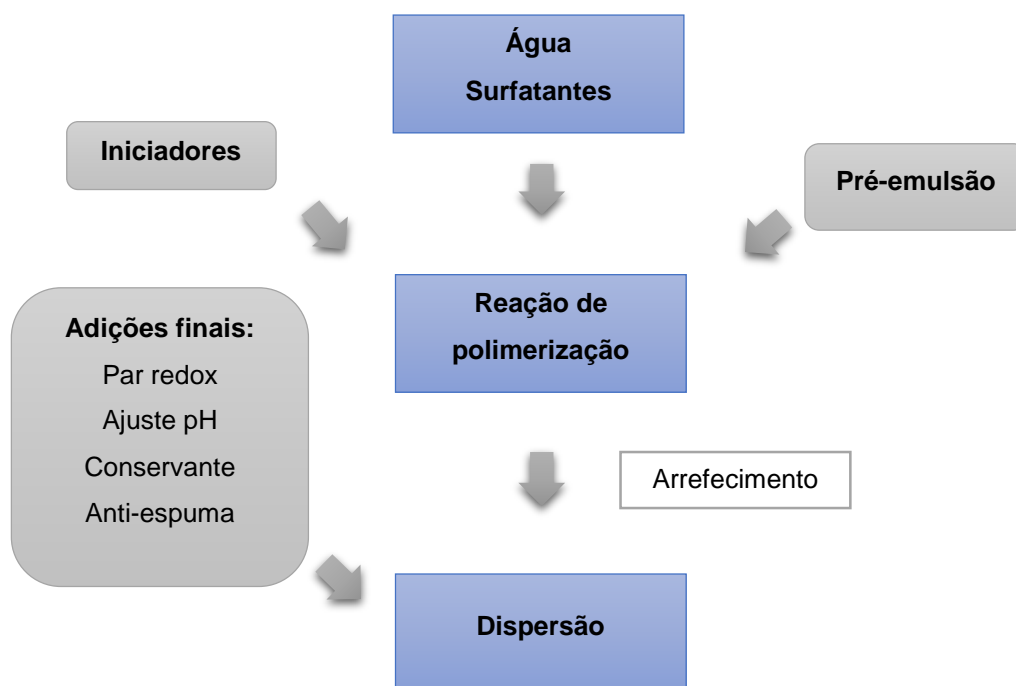 Água
Surfatantes
Iniciadores
Pré-emulsão
Reação de
polimerização
Adições finais:
Par redox
Ajuste pH
Conservante
Anti-espuma
Arrefecimento
Dispersão